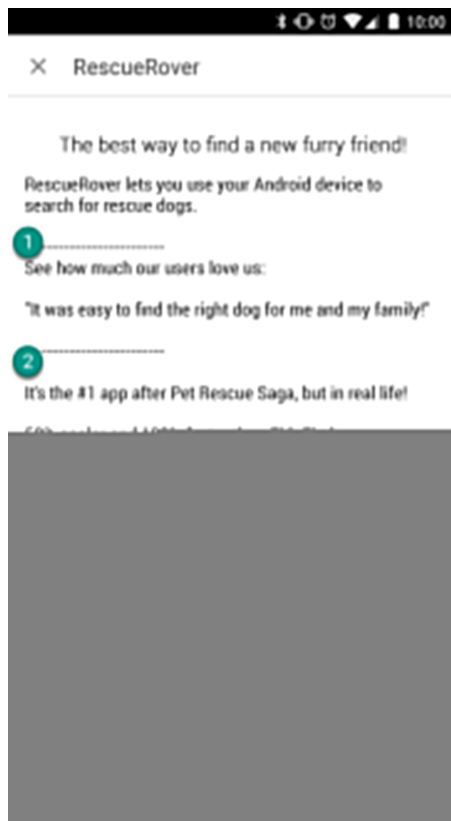 10:00
RescueRover
The best way to find a new furry friend!
RescueRover lets you use your Android device to
search for rescue dogs.
1
See how much our users love us:
"It was easy to find the right dog for me and my family!"
2
It's the #1 app after Pet Rescue Saga, but in real life!